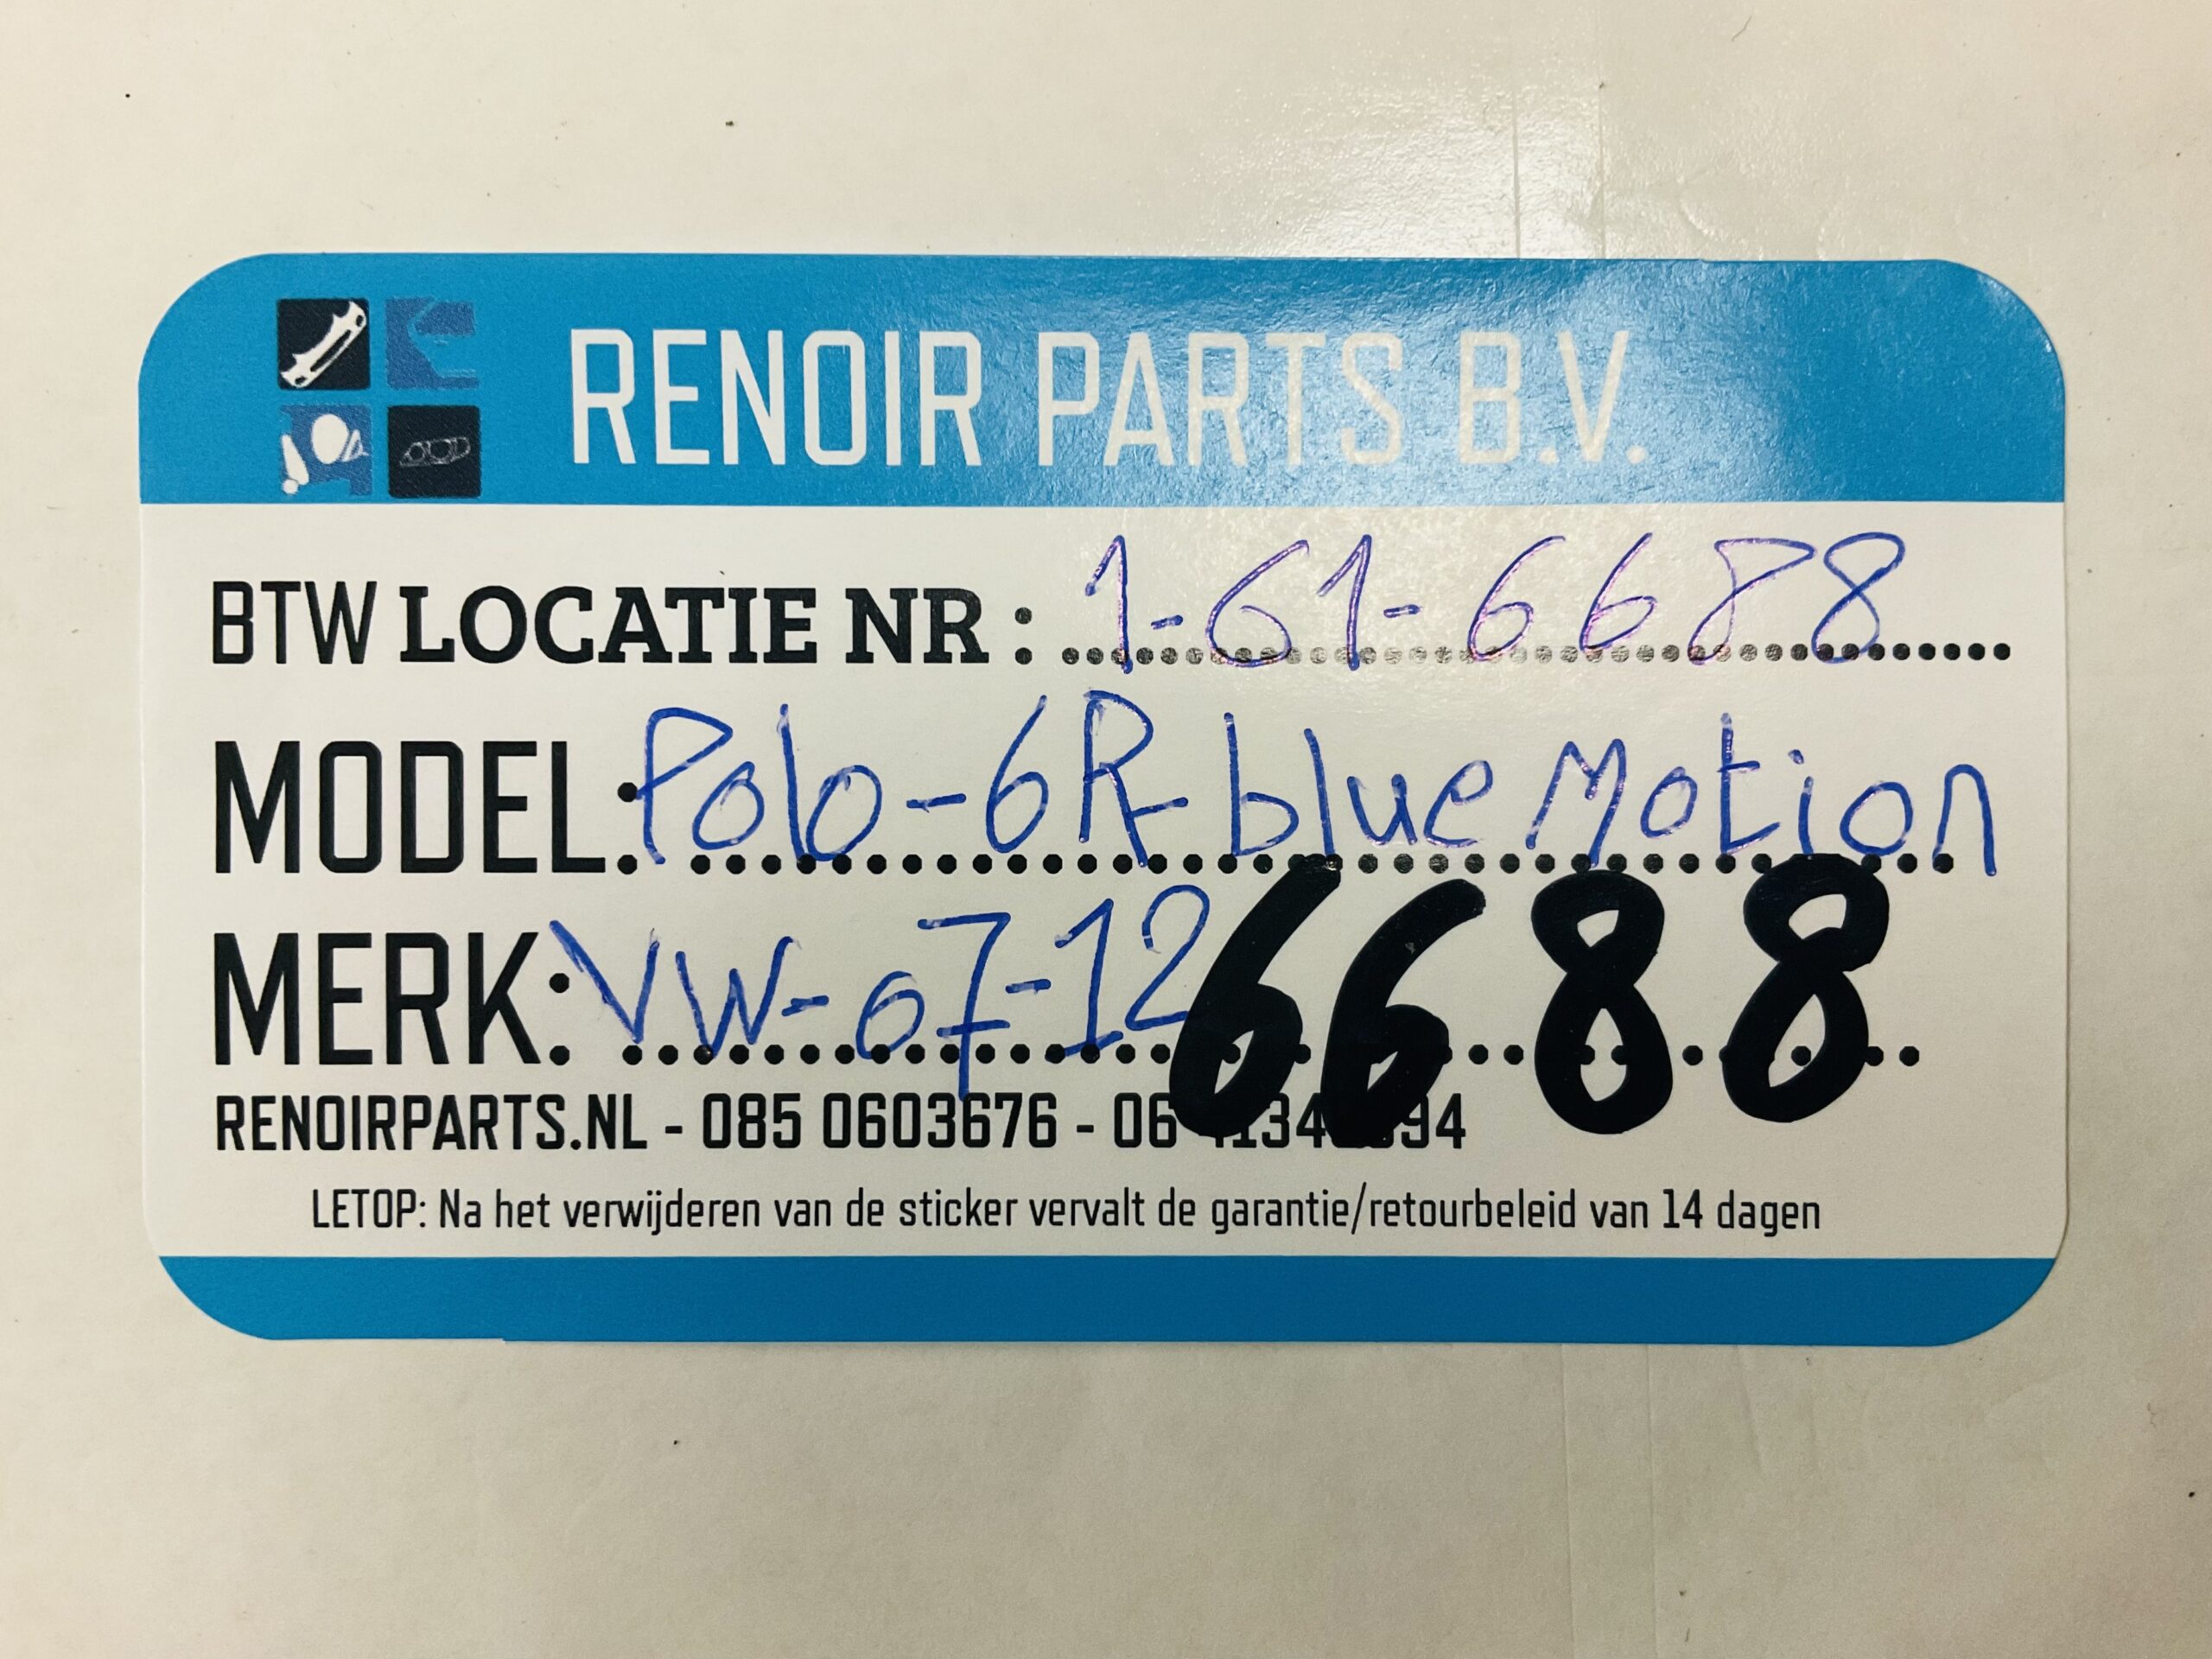 RENOIR PARTS B.V.
BTW LOCATIE NR: 1-61-6688
MODEL: Polo-6R-blue Motion
MERK: VW-07-12
6688
RENOIRPARTS.NL - 085 0603676 - 06
LETOP: Na het verwijderen van de sticker vervalt de garantie/retourbeleid van 14 dagen